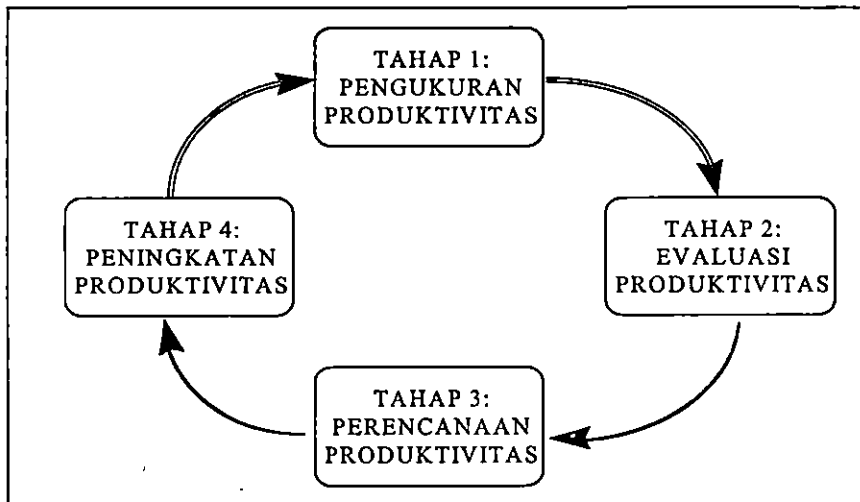 TAHAP 1:
PENGUKURAN
PRODUKTIVITAS
TAHAP 2:
EVALUASI
PRODUKTIVITAS
TAHAP 3:
PERENCANAAN
PRODUKTIVITAS
TAHAP 4:
PENINGKATAN
PRODUKTIVITAS